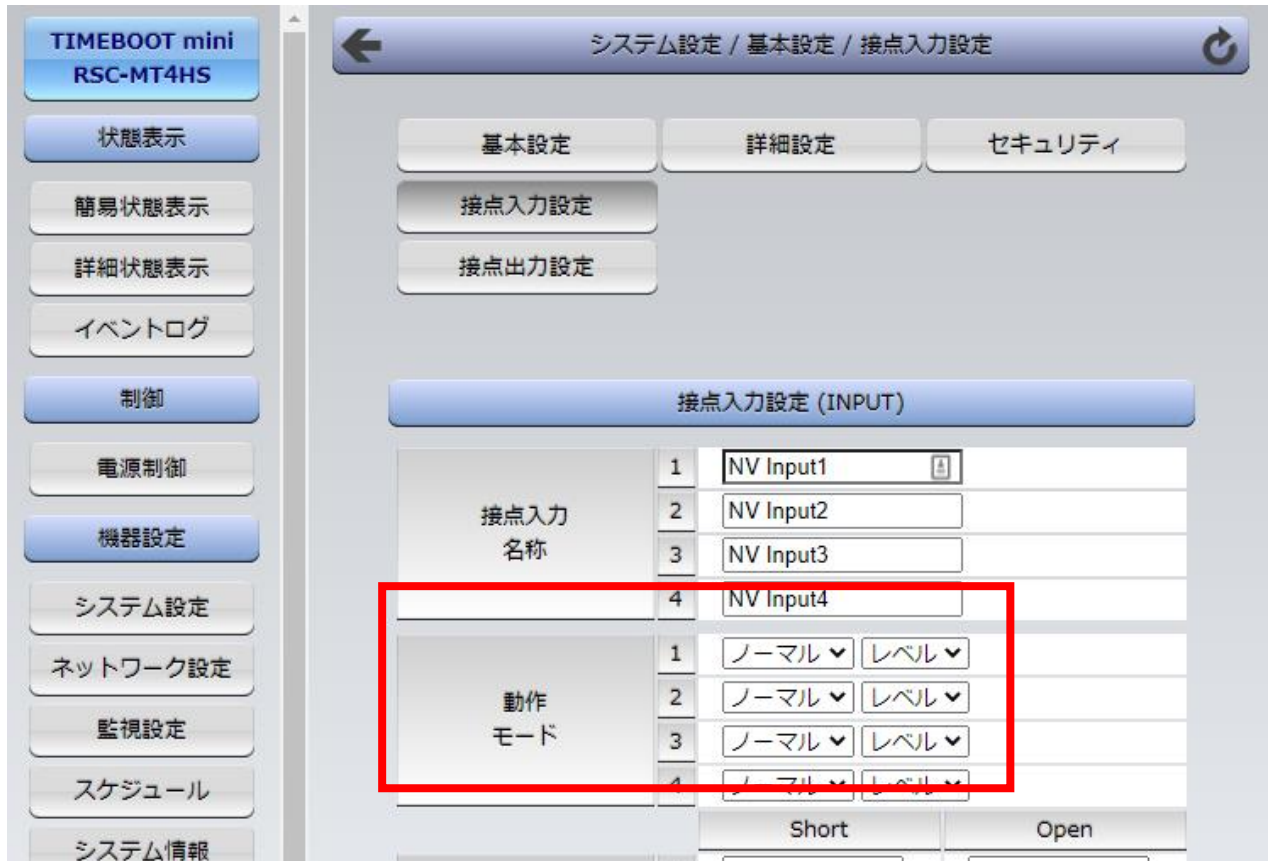 TIMEBOOT mini
RSC-MT4HS
状態表示
簡易状態表示
詳細状態表示
イベントログ
制御
電源制御
機器設定
システム設定
ネットワーク設定
監視設定
スケジュール
システム情報
システム設定 / 基本設定 / 接点入力設定
基本設定 詳細設定 セキュリティ
接点入力設定
接点出力設定
接点入力設定 (INPUT)
接点入力
名称
1 NV Input1
2 NV Input2
3 NV Input3
4 NV Input4
動作
モード
1 ノーマル レベル
2 ノーマル レベル
3 ノーマル レベル
4 ノーマル レベル
Short Open